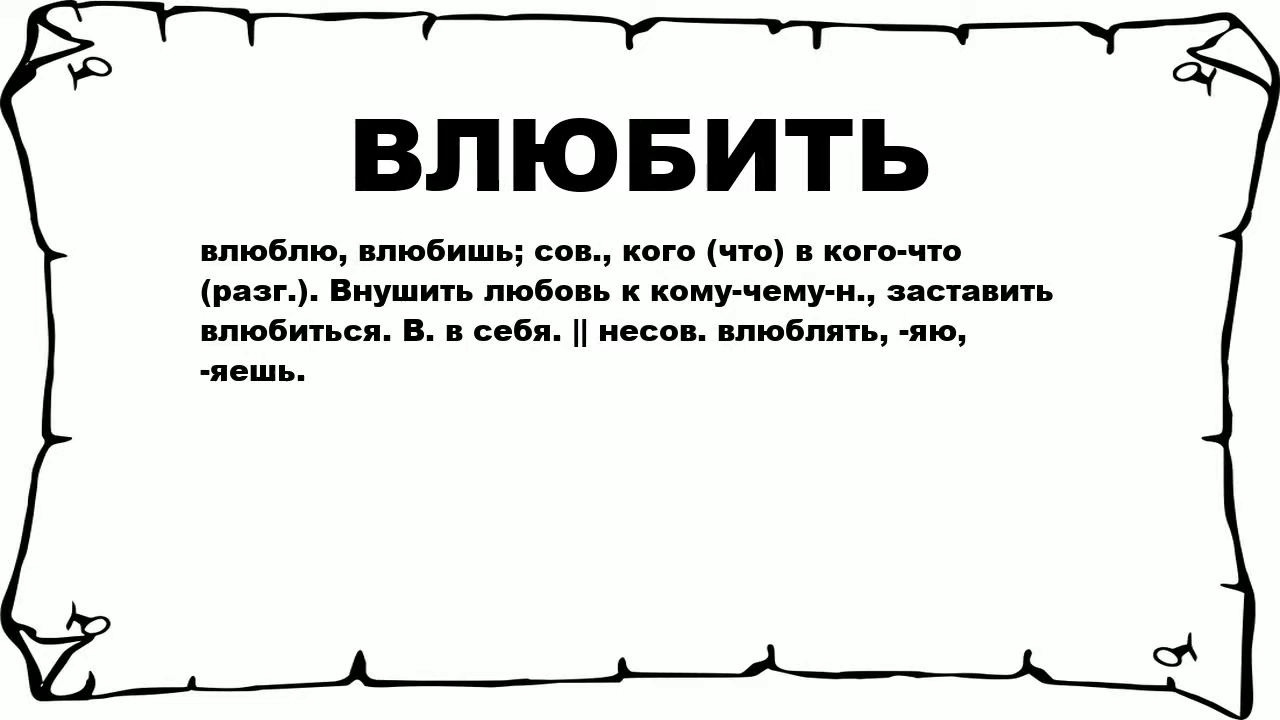 ВЛЮБИТЬ
влюблю, влюбишь; сов., кого (что) в кого-что
(разг.). Внушить любовь к кому-чему-н., заставить
влюбиться. В. в себя. || несов. влюблять, -яю,
-яешь.